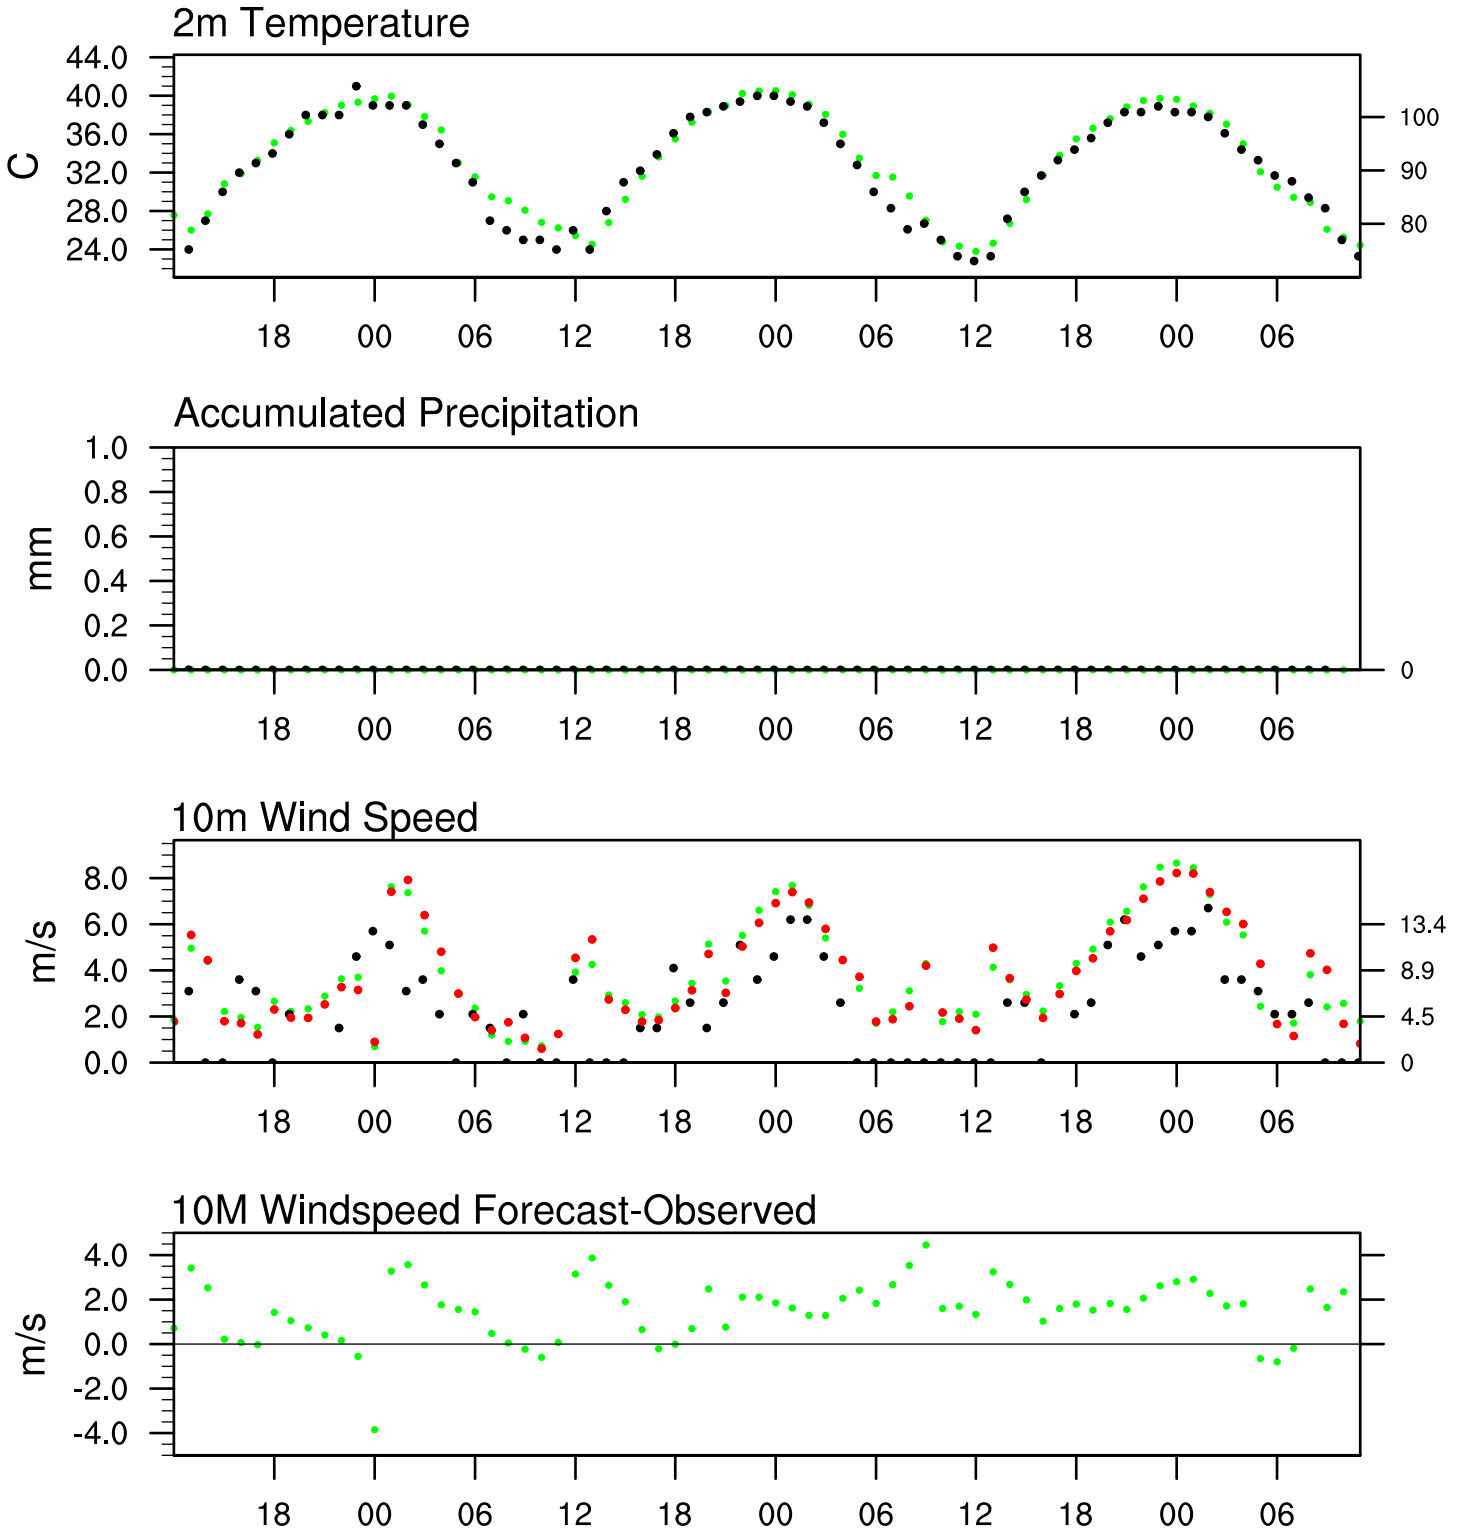 2m Temperature
44.0
40.0
36.0
32.0
28.0
24.0
C
100
90
80
18 00 06 12 18 00 06 12 18 00 06
Accumulated Precipitation
1.0
0.8
0.6
0.4
0.2
0.0
mm
0
18 00 06 12 18 00 06 12 18 00 06
10m Wind Speed
8.0
6.0
4.0
2.0
0.0
m/s
13.4
8.9
4.5
0
18 00 06 12 18 00 06 12 18 00 06
10M Windspeed Forecast-Observed
4.0
2.0
0.0
-2.0
-4.0
m/s
18 00 06 12 18 00 06 12 18 00 06